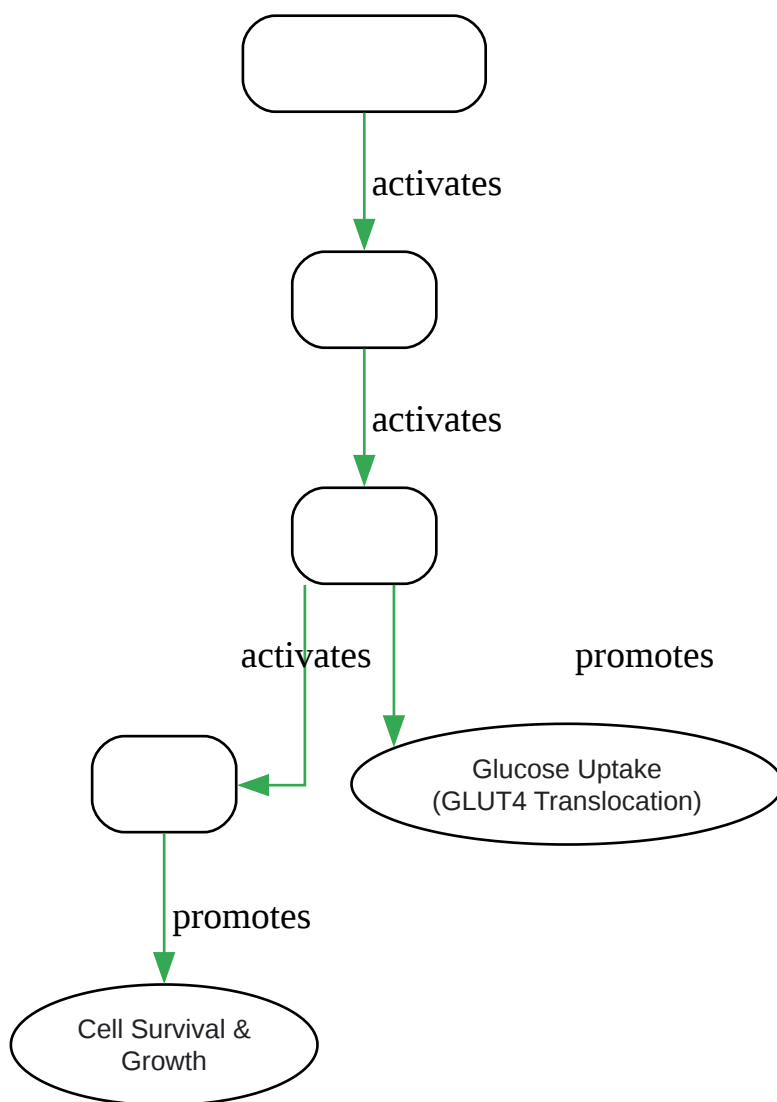 activates
activates
activates
promotes
Glucose Uptake
(GLUT4 Translocation)
promotes
Cell Survival &
Growth